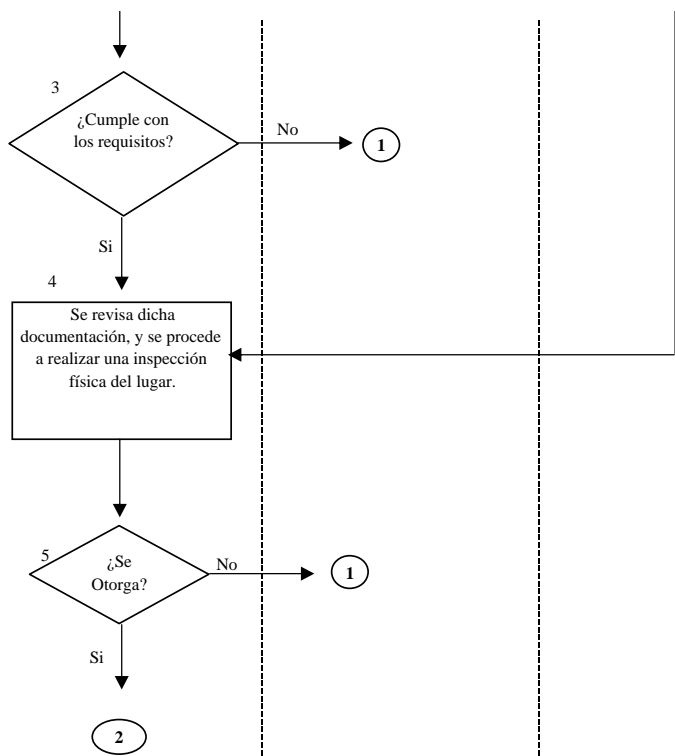 3
¿Cumple con
los requisitos?
No
1
Si
4
Se revisa dicha
documentación, y se procede
a realizar una inspección
física del lugar.
5
¿Se
Otorga?
No
1
Si
2